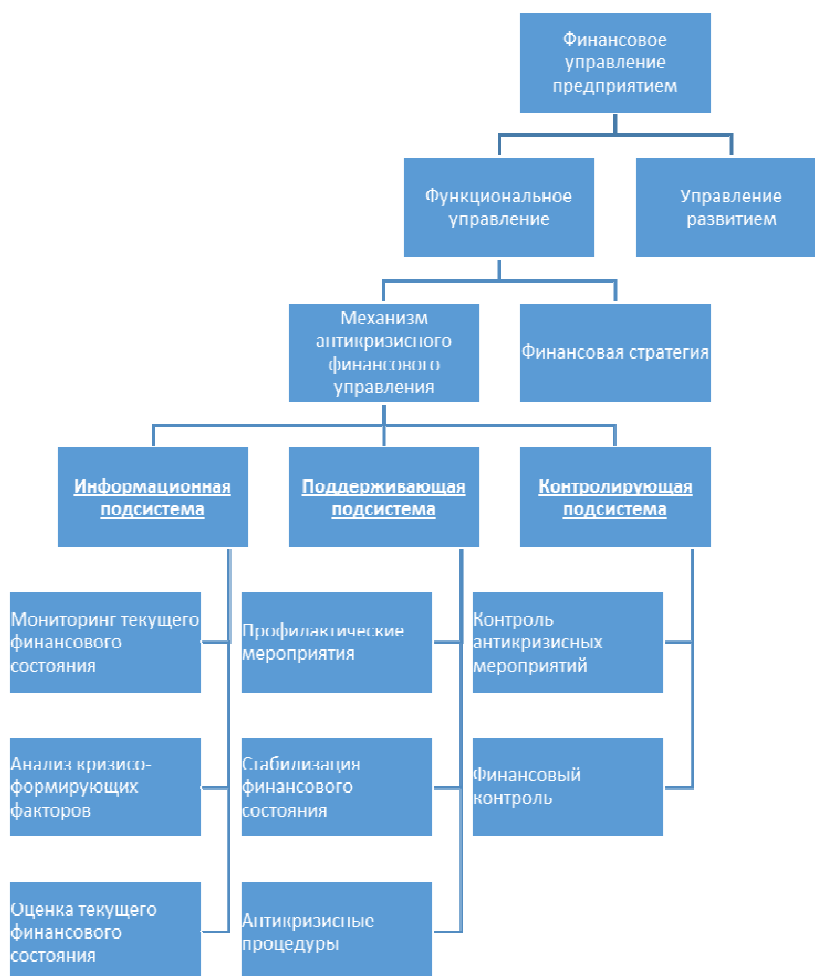 Финансовое
управление
предприятием
Функциональное
управление
Управление
развитием
Механизм
антикризисного
финансового
управления
Финансовая стратегия
Информационная
подсистема
Поддерживающая
подсистема
Контролирующая
подсистема
Мониторинг текущего
финансового
состояния
Профилактические
мероприятия
Контроль
антикризисных
мероприятий
Анализ кризисо-
формирующих
факторов
Стабилизация
финансового
состояния
Финансовый
контроль
Оценка текущего
финансового
состояния
Антикризисные
процедуры